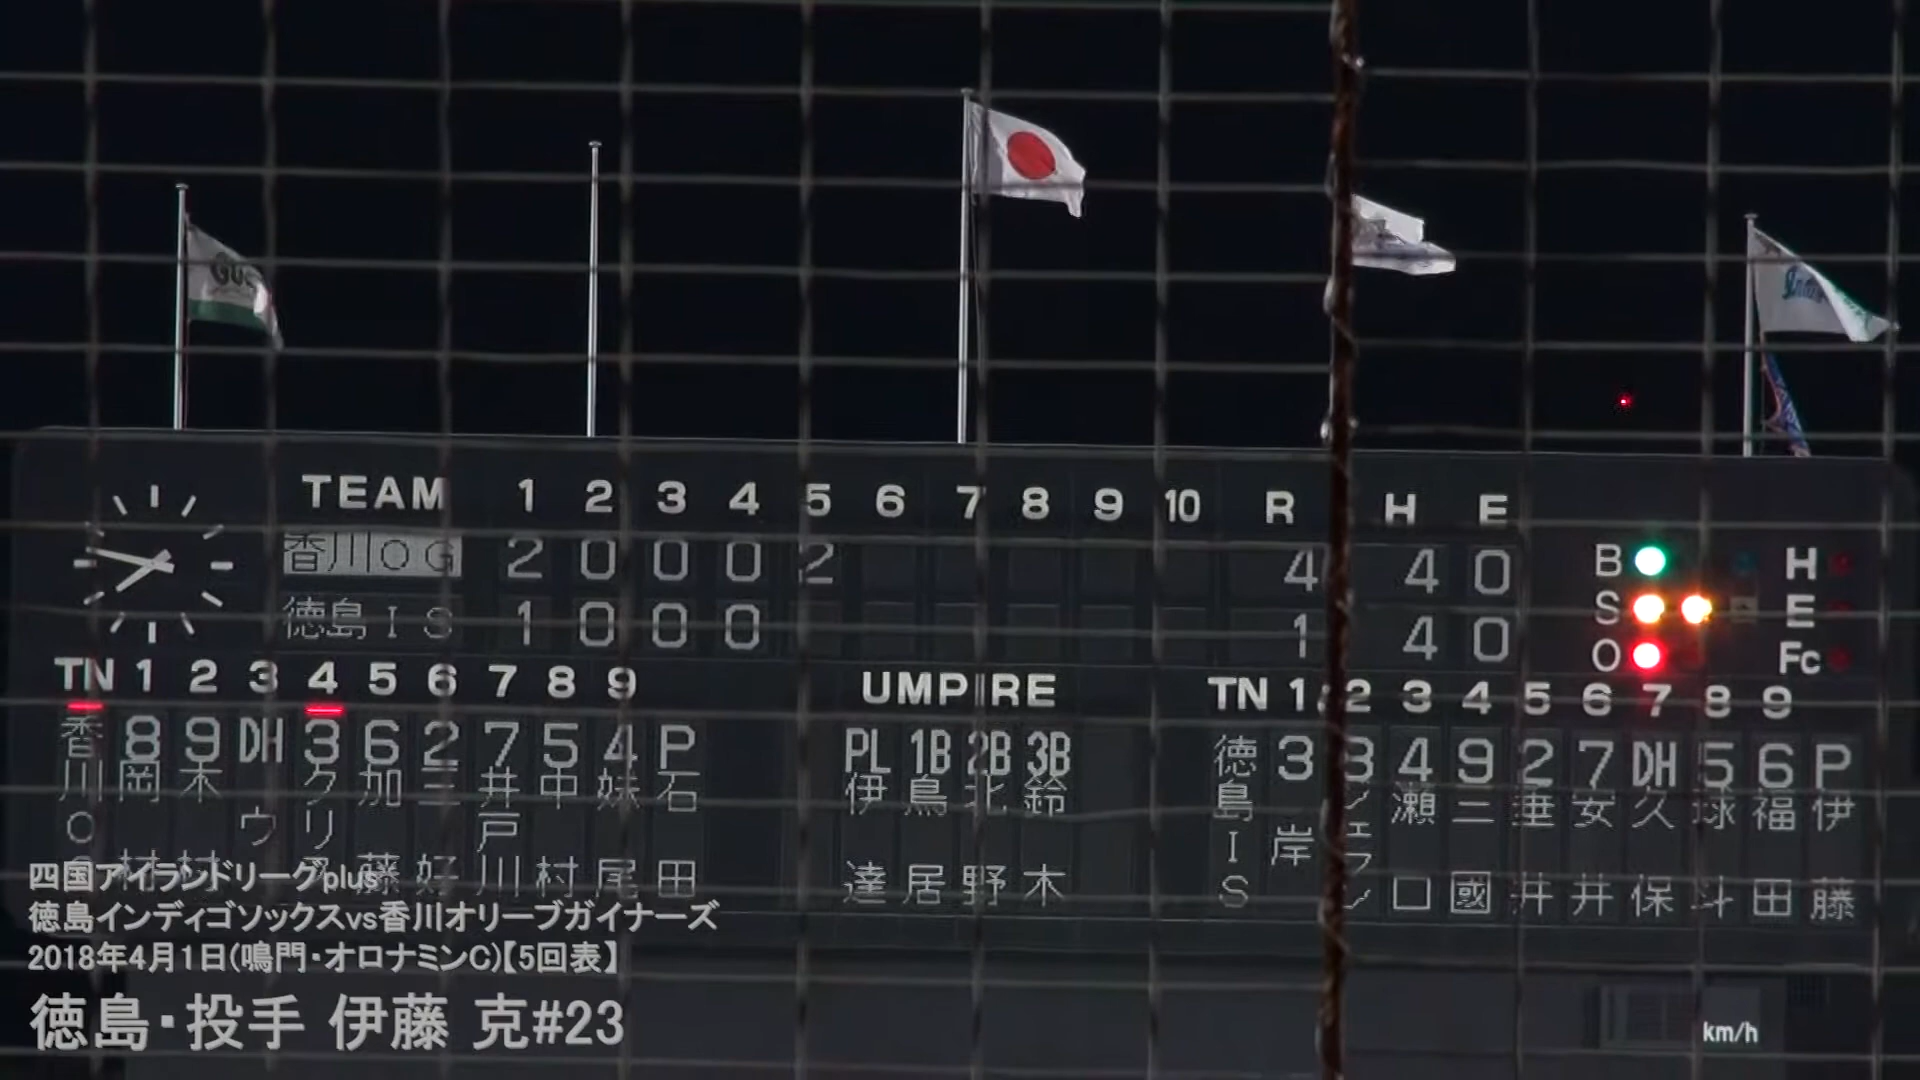 TEAM 1 2 3 4 5 6 7 8 9 10 R H E
香川OG 2 0 0 0 2 4 4 0
徳島IS 1 0 0 0 1 4 0
B H
S E
O Fc
TN 1 2 3 4 5 6 7 8 9
8 9 DH 3 6 2 7 5 4 P
香川O 岡村 木村 ウ クリス 加藤 三好 井戸川 中村 妹尾 石田
UMPIRE
PL 1B 2B 3B
伊達 鳥居 北野 鈴木
TN 1 2 3 4 5 6 7 8 9
3 8 4 9 2 7 DH 5 6 P
徳島IS 岸 瀬口 三國 垂井 安井 久保 球斗 福田 伊藤
四国アイランドリーグplus
徳島インディゴソックスvs香川オリーブガイナーズ
2018年4月1日(鳴門・オロナミンC)【5回表】
徳島・投手 伊藤 克#23
km/h